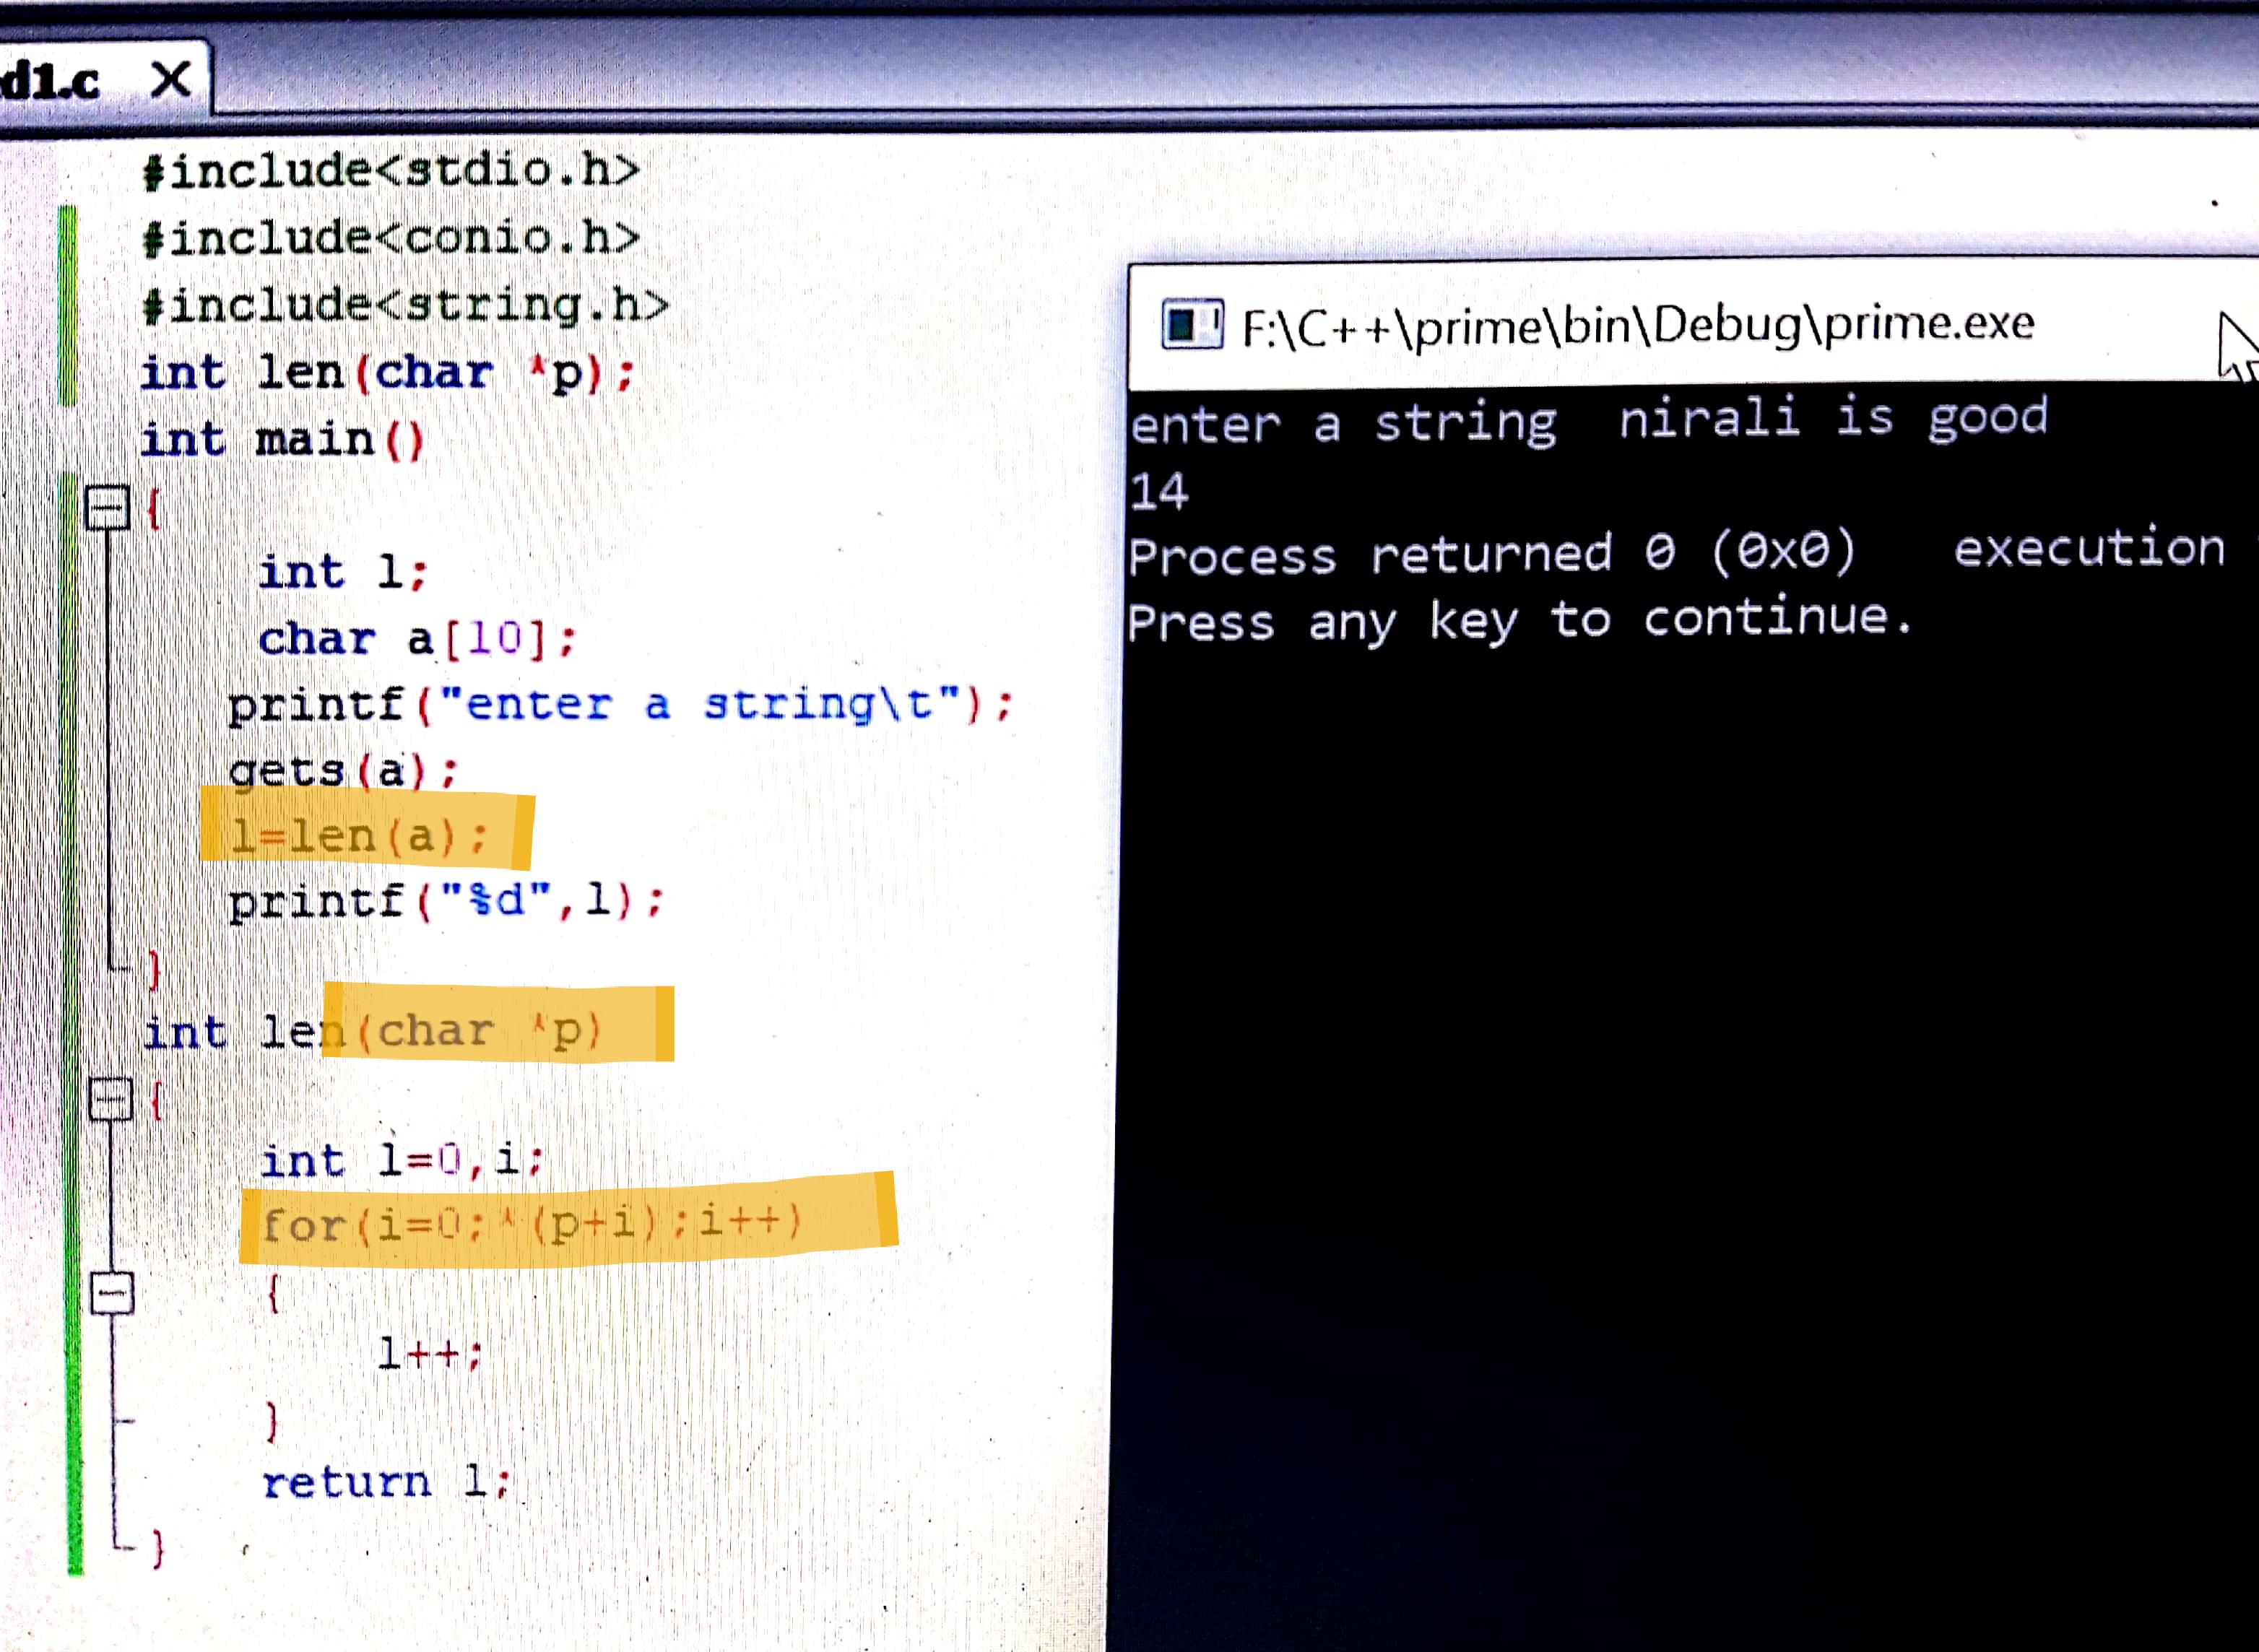 d1.c X
#include<stdio.h>
#include<conio.h>
#include<string.h>
int len(char *p);
int main()
{
int l;
char a[10];
printf("enter a string\t");
gets(a);
l=len(a);
printf("%d",l);
}
int len(char *p)
{
int l=0,i;
for(i=0;*(p+i);i++)
{
l++;
}
return l;
}
F:\C++\prime\bin\Debug\prime.exe
enter a string  nirali is good
14
Process returned 0 (0x0)   execution
Press any key to continue.